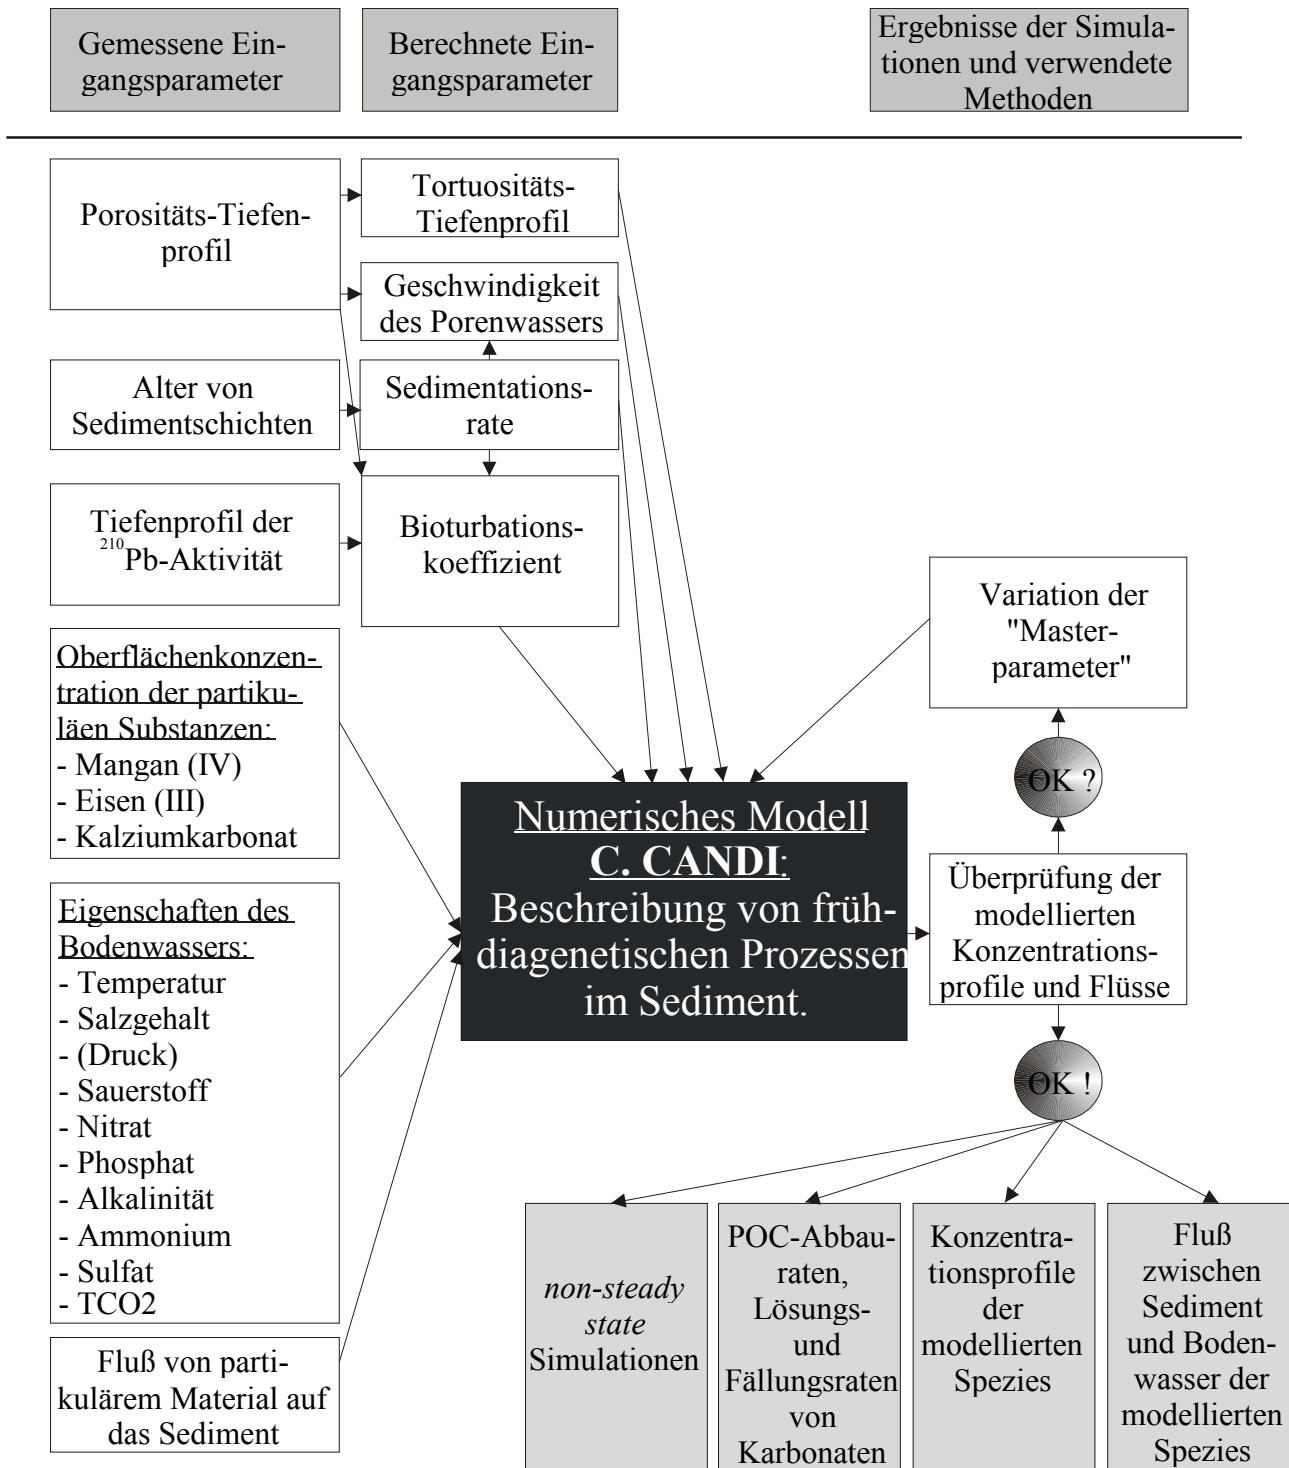 Gemessene Ein-
gangsparameter
Berechnete Ein-
gangsparameter
Ergebnisse der Simula-
tionen und verwendete
Methoden
Porositäts-Tiefen-
profil
Tortuositäts-
Tiefenprofil
Geschwindigkeit
des Porenwassers
Alter von
Sedimentschichten
Sedimentations-
rate
Tiefenprofil der
²¹⁰Pb-Aktivität
Bioturbations-
koeffizient
Oberflächenkonzen-
tration der partiku-
läen Substanzen:
- Mangan (IV)
- Eisen (III)
- Kalziumkarbonat
Eigenschaften des
Bodenwassers:
- Temperatur
- Salzgehalt
- (Druck)
- Sauerstoff
- Nitrat
- Phosphat
- Alkalinität
- Ammonium
- Sulfat
- TCO2
Fluß von parti-
kulärem Material auf
das Sediment
Numerisches Modell
C. CANDI:
Beschreibung von früh-
diagenetischen Prozessen
im Sediment.
Variation der
"Master-
parameter"
OK ?
Überprüfung der
modellierten
Konzentrations-
profile und Flüsse
OK !
non-steady
state
Simulationen
POC-Abbau-
raten,
Lösungs-
und
Fällungsraten
von
Karbonaten
Konzentra-
tionsprofile
der
modellierten
Spezies
Fluß
zwischen
Sediment
und Boden-
wasser der
modellierten
Spezies